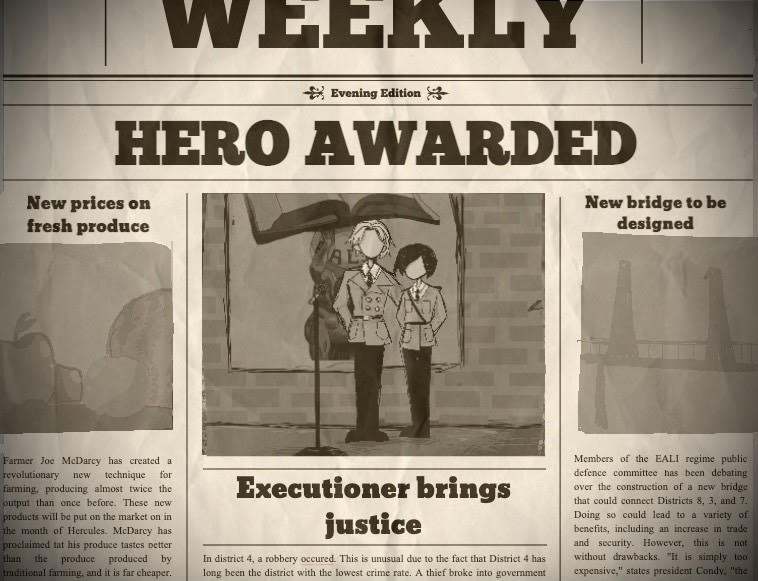 WEEKLY
Evening Edition
HERO AWARDED
New prices on
fresh produce
Farmer Joe McDarcy has created a
revolutionary new technique for
farming, producing almost twice the
output than once before. These new
products will be put on the market on in
the month of Hercules. McDarcy has
proclaimed tat his produce tastes better
than the produce produced by
traditional farming, and it is far cheaper.
AL
Executioner brings
justice
In district 4, a robbery occured. This is unusual due to the fact that District 4 has
long been the district with the lowest crime rate. A thief broke into government
New bridge to be
designed
Members of the EALI regime public
defence committee has been debating
over the construction of a new bridge
that could connect Districts 8, 3, and 7.
Doing so could lead to a variety of
benefits, including an increase in trade
and security. However, this is not
without drawbacks. "It is simply too
expensive," states president Condy, "the